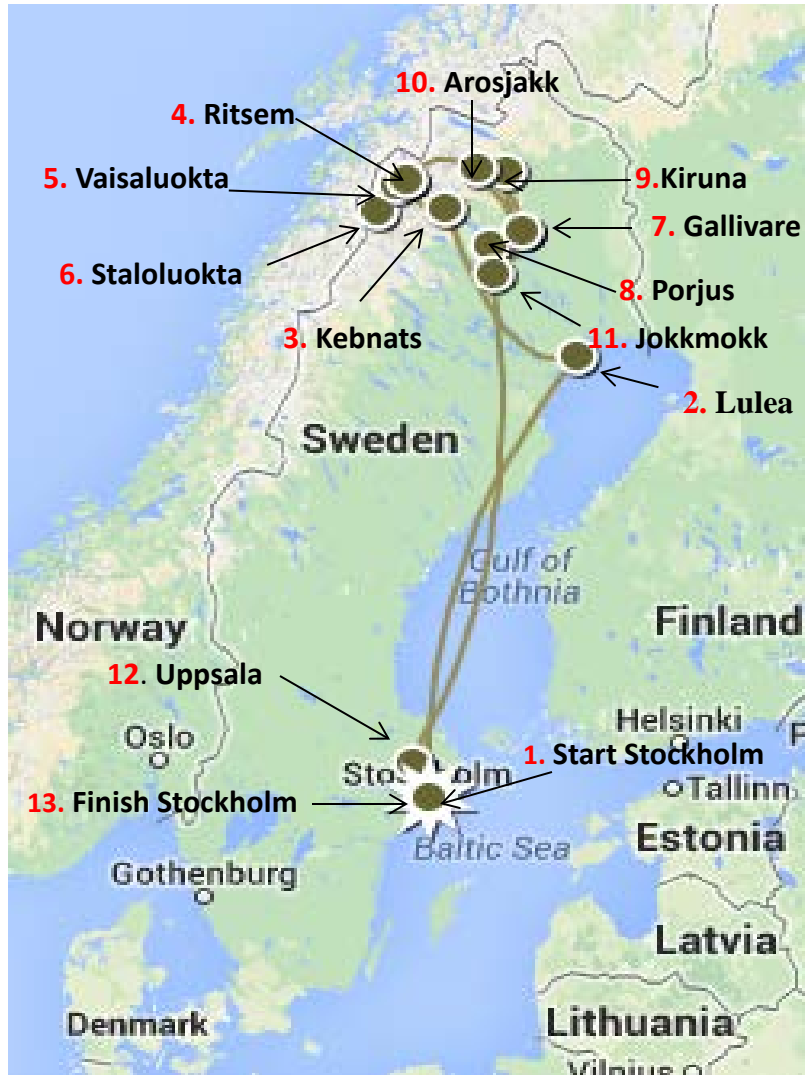 10. Arosjakk
4. Ritsem
5. Vaisaluokta
9.Kiruna
7. Gallivare
6. Staloluokta
8. Porjus
3. Kebnats
11. Jokkmokk
2. Lulea
Sweden
Gulf of
Bothnia
Norway
Finland
12. Uppsala
Helsinki
Oslo
1. Start Stockholm
Stockholm
Tallinn
13. Finish Stockholm
Estonia
Baltic Sea
Gothenburg
Latvia
Denmark
Lithuania
Vilnius